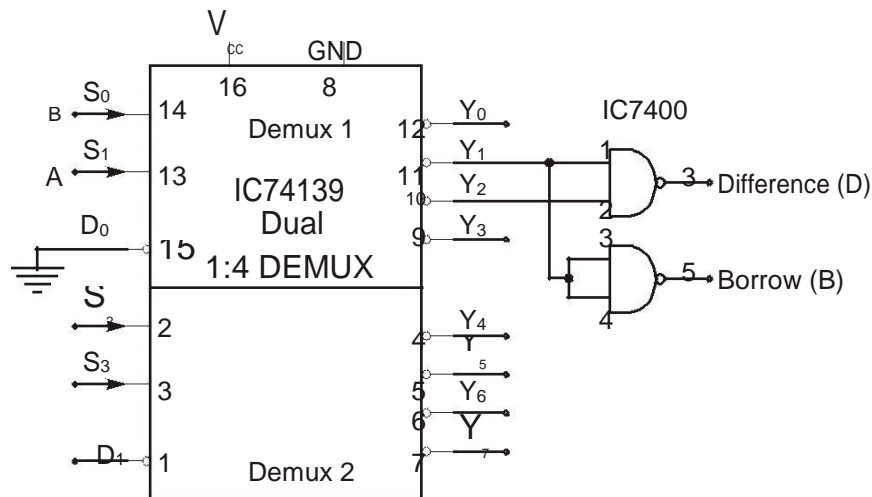 V CC GND
16 8
B S0 14 Demux 1 12 Y0 IC7400
A S1 13 11 Y1 1 3 Difference (D)
IC74139 10 Y2 2
Dual
D0 15 9 Y3 3
1:4 DEMUX 5 Borrow (B)
4
S 3 2 4 Y4
Y
S3 3 5 5
6 Y6
Y
D1 1 Demux 2 7 7